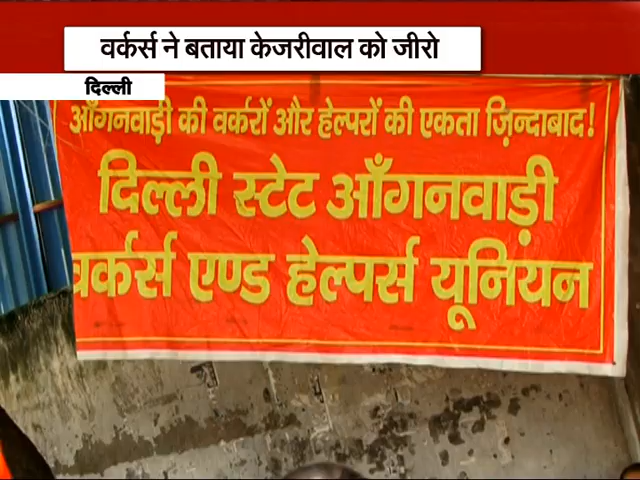 वर्कर्स ने बताया केजरीवाल को जीरो
दिल्ली
आँगनवाड़ी की वर्करों और हेल्परों की एकता ज़िन्दाबाद!
दिल्ली स्टेट आँगनवाड़ी
वर्कर्स एण्ड हेल्पर्स यूनियन